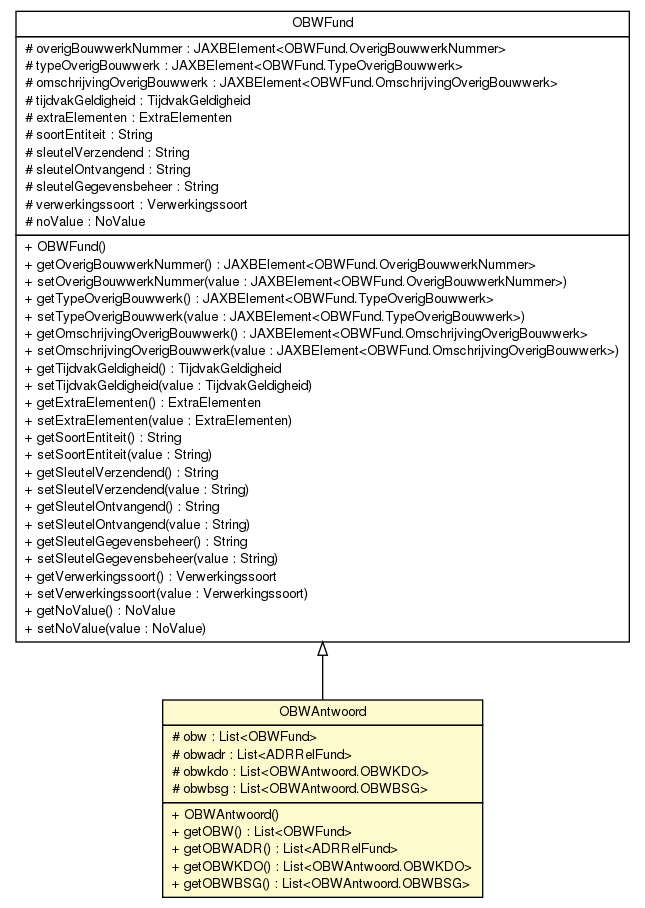 OBWFund
# overigBouwwerkNummer : JAXBElement<OBWFund.OverigBouwwerkNummer>
# typeOverigBouwwerk : JAXBElement<OBWFund.TypeOverigBouwwerk>
# omschrijvingOverigBouwwerk : JAXBElement<OBWFund.OmschrijvingOverigBouwwerk>
# tijdvakGeldigheid : TijdvakGeldigheid
# extraElementen : ExtraElementen
# soortEntiteit : String
# sleutelVerzendend : String
# sleutelOntvangend : String
# sleutelGegevensbeheer : String
# verwerkingssoort : Verwerkingssoort
# noValue : NoValue
+ OBWFund()
+ getOverigBouwwerkNummer() : JAXBElement<OBWFund.OverigBouwwerkNummer>
+ setOverigBouwwerkNummer(value : JAXBElement<OBWFund.OverigBouwwerkNummer>)
+ getTypeOverigBouwwerk() : JAXBElement<OBWFund.TypeOverigBouwwerk>
+ setTypeOverigBouwwerk(value : JAXBElement<OBWFund.TypeOverigBouwwerk>)
+ getOmschrijvingOverigBouwwerk() : JAXBElement<OBWFund.OmschrijvingOverigBouwwerk>
+ setOmschrijvingOverigBouwwerk(value : JAXBElement<OBWFund.OmschrijvingOverigBouwwerk>)
+ getTijdvakGeldigheid() : TijdvakGeldigheid
+ setTijdvakGeldigheid(value : TijdvakGeldigheid)
+ getExtraElementen() : ExtraElementen
+ setExtraElementen(value : ExtraElementen)
+ getSoortEntiteit() : String
+ setSoortEntiteit(value : String)
+ getSleutelVerzendend() : String
+ setSleutelVerzendend(value : String)
+ getSleutelOntvangend() : String
+ setSleutelOntvangend(value : String)
+ getSleutelGegevensbeheer() : String
+ setSleutelGegevensbeheer(value : String)
+ getVerwerkingssoort() : Verwerkingssoort
+ setVerwerkingssoort(value : Verwerkingssoort)
+ getNoValue() : NoValue
+ setNoValue(value : NoValue)
OBWAntwoord
# obw : List<OBWFund>
# obwadr : List<ADRRelFund>
# obwkdo : List<OBWAntwoord.OBWKDO>
# obwbsg : List<OBWAntwoord.OBWBSG>
+ OBWAntwoord()
+ getOBW() : List<OBWFund>
+ getOBWADR() : List<ADRRelFund>
+ getOBWKDO() : List<OBWAntwoord.OBWKDO>
+ getOBWBSG() : List<OBWAntwoord.OBWBSG>